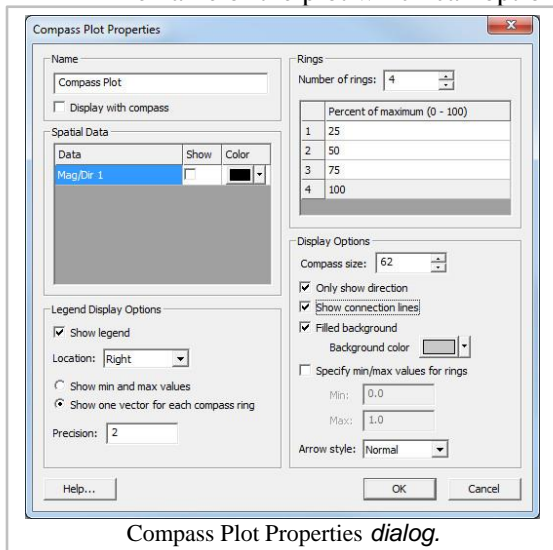 Compass Plot Properties
Name
Compass Plot
Display with compass
Spatial Data
Data Show Color
Mag/Dir 1
Legend Display Options
Show legend
Location: Right
Show min and max values
Show one vector for each compass ring
Precision: 2
Rings
Number of rings: 4
Percent of maximum (0 - 100)
1 25
2 50
3 75
4 100
Display Options
Compass size: 62
Only show direction
Show connection lines
Filled background
Background color
Specify min/max values for rings
Min: 0.0
Max: 1.0
Arrow style: Normal
Help...
OK
Cancel
Compass Plot Properties dialog.